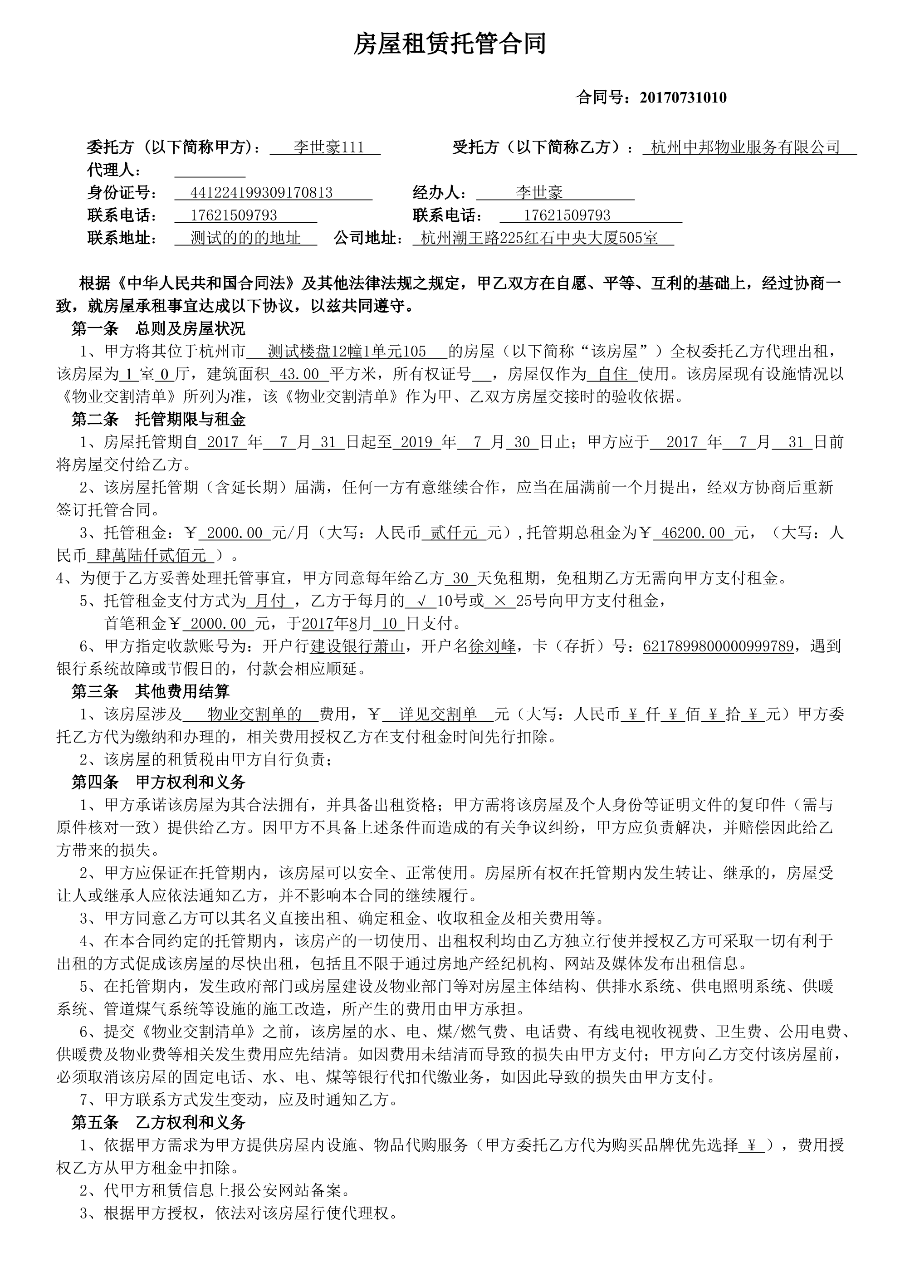 房屋租赁托管合同
合同号：20170731010
委托方（以下简称甲方）： 李世豪111 受托方（以下简称乙方）： 杭州中邦物业服务有限公司
代理人：
身份证号： 441224199309170813 经办人： 李世豪
联系电话： 17621509793 联系电话： 17621509793
联系地址： 测试的的的地址 公司地址： 杭州潮王路225红石中央大厦505室
根据《中华人民共和国合同法》及其他法律法规之规定，甲乙双方在自愿、平等、互利的基础上，经过协商一
致，就房屋承租事宜达成以下协议，以兹共同遵守。
第一条 总则及房屋状况
1、甲方将其位于杭州市 测试楼盘12幢1单元105 的房屋（以下简称“该房屋”）全权委托乙方代理出租，
该房屋为 1 室 0 厅，建筑面积 43.00 平方米，所有权证号 ，房屋仅作为 自住 使用。该房屋现有设施情况以
《物业交割清单》所列为准，该《物业交割清单》作为甲、乙双方房屋交接时的验收依据。
第二条 托管期限与租金
1、房屋托管期自 2017 年 7 月 31 日起至 2019 年 7 月 30 日止；甲方应于 2017 年 7 月 31 日前
将房屋交付给乙方。
2、该房屋托管期（含延长期）届满，任何一方有意继续合作，应当在届满前一个月提出，经双方协商后重新
签订托管合同。
3、托管租金：￥ 2000.00 元/月（大写：人民币 贰仟元 元）,托管期总租金为￥ 46200.00 元，（大写：人
民币 肆萬陆仟贰佰元 ）。
4、为便于乙方妥善处理托管事宜，甲方同意每年给乙方 30 天免租期，免租期乙方无需向甲方支付租金。
5、托管租金支付方式为 月付 ，乙方于每月的 √ 10号或 × 25号向甲方支付租金，
首笔租金￥ 2000.00 元，于2017年8月 10 日支付。
6、甲方指定收款账号为：开户行建设银行萧山，开户名徐刘峰，卡（存折）号：6217899800000999789，遇到
银行系统故障或节假日的，付款会相应顺延。
第三条 其他费用结算
1、该房屋涉及 物业交割单的 费用，￥ 详见交割单 元（大写：人民币 ￥ 仟 ￥ 佰 ￥ 拾 ￥ 元）甲方委
托乙方代为缴纳和办理的，相关费用授权乙方在支付租金时间先行扣除。
2、该房屋的租赁税由甲方自行负责；
第四条 甲方权利和义务
1、甲方承诺该房屋为其合法拥有，并具备出租资格；甲方需将该房屋及个人身份等证明文件的复印件（需与
原件核对一致）提供给乙方。因甲方不具备上述条件而造成的有关争议纠纷，甲方应负责解决，并赔偿因此给乙
方带来的损失。
2、甲方应保证在托管期内，该房屋可以安全、正常使用。房屋所有权在托管期内发生转让、继承的，房屋受
让人或继承人应依法通知乙方，并不影响本合同的继续履行。
3、甲方同意乙方可以其名义直接出租、确定租金、收取租金及相关费用等。
4、在本合同约定的托管期内，该房产的一切使用、出租权利均由乙方独立行使并授权乙方可采取一切有利于
出租的方式促成该房屋的尽快出租，包括且不限于通过房地产经纪机构、网站及媒体发布出租信息。
5、在托管期内，发生政府部门或房屋建设及物业部门等对房屋主体结构、供排水系统、供电照明系统、供暖
系统、管道煤气系统等设施的施工改造，所产生的费用由甲方承担。
6、提交《物业交割清单》之前，该房屋的水、电、煤/燃气费、电话费、有线电视收视费、卫生费、公用电费、
供暖费及物业费等相关发生费用应先结清。如因费用未结清而导致的损失由甲方支付；甲方向乙方交付该房屋前，
必须取消该房屋的固定电话、水、电、煤等银行代扣代缴业务，如因此导致的损失由甲方支付。
7、甲方联系方式发生变动，应及时通知乙方。
第五条 乙方权利和义务
1、依据甲方需求为甲方提供房屋内设施、物品代购服务（甲方委托乙方代为购买品牌优先选择 ￥ ），费用授
权乙方从甲方租金中扣除。
2、代甲方租赁信息上报公安网站备案。
3、根据甲方授权，依法对该房屋行使代理权。